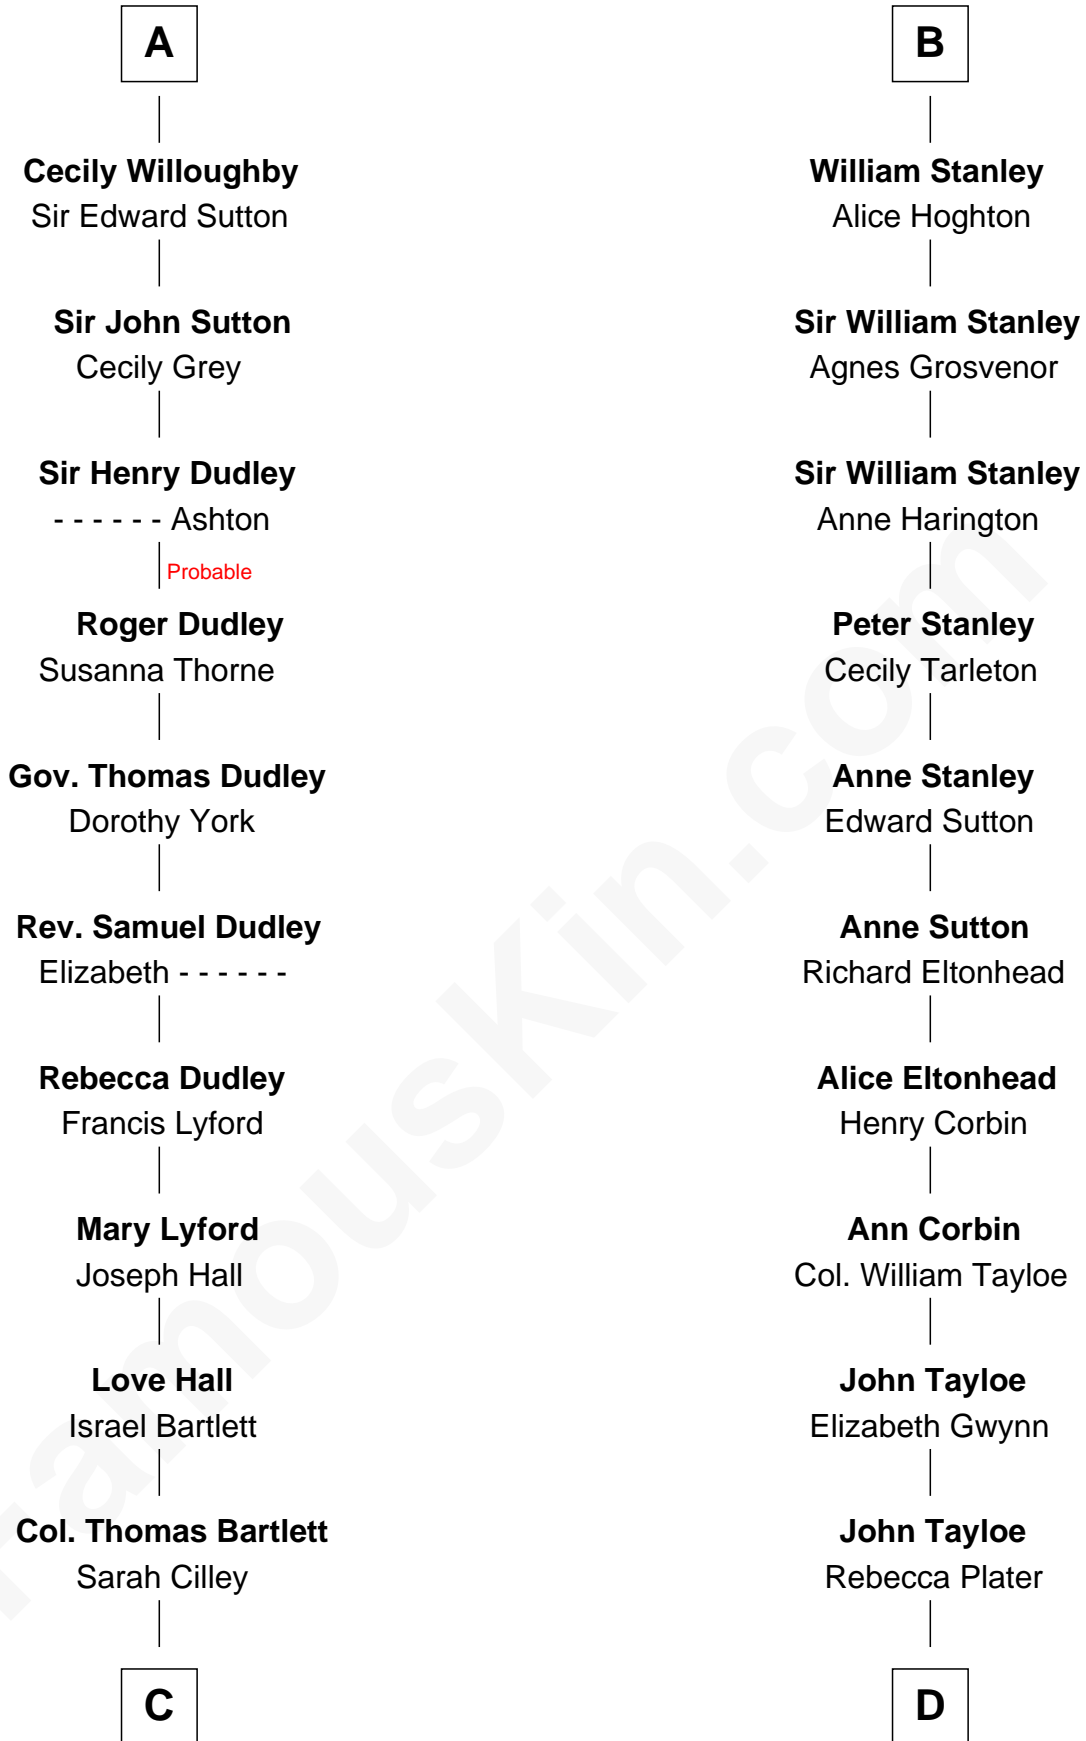 A
Cecily Willoughby
Sir Edward Sutton
Sir John Sutton
Cecily Grey
Sir Henry Dudley
- - - - - - Ashton
Probable
Roger Dudley
Susanna Thorne
Gov. Thomas Dudley
Dorothy York
Rev. Samuel Dudley
Elizabeth - - - - - -
Rebecca Dudley
Francis Lyford
Mary Lyford
Joseph Hall
Love Hall
Israel Bartlett
Col. Thomas Bartlett
Sarah Cilley
C
B
William Stanley
Alice Hoghton
Sir William Stanley
Agnes Grosvenor
Sir William Stanley
Anne Harington
Peter Stanley
Cecily Tarleton
Anne Stanley
Edward Sutton
Anne Sutton
Richard Eltonhead
Alice Eltonhead
Henry Corbin
Ann Corbin
Col. William Tayloe
John Tayloe
Elizabeth Gwynn
John Tayloe
Rebecca Plater
D
FamousKin.com